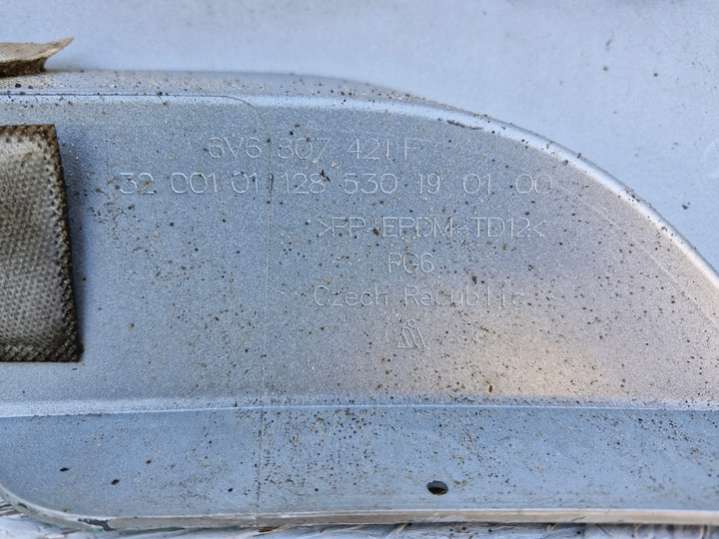 6V6 807 421 F
32 001 01 128 530 19 01 00
>PP+EPDM-TD12<
PG6
Czech Republic